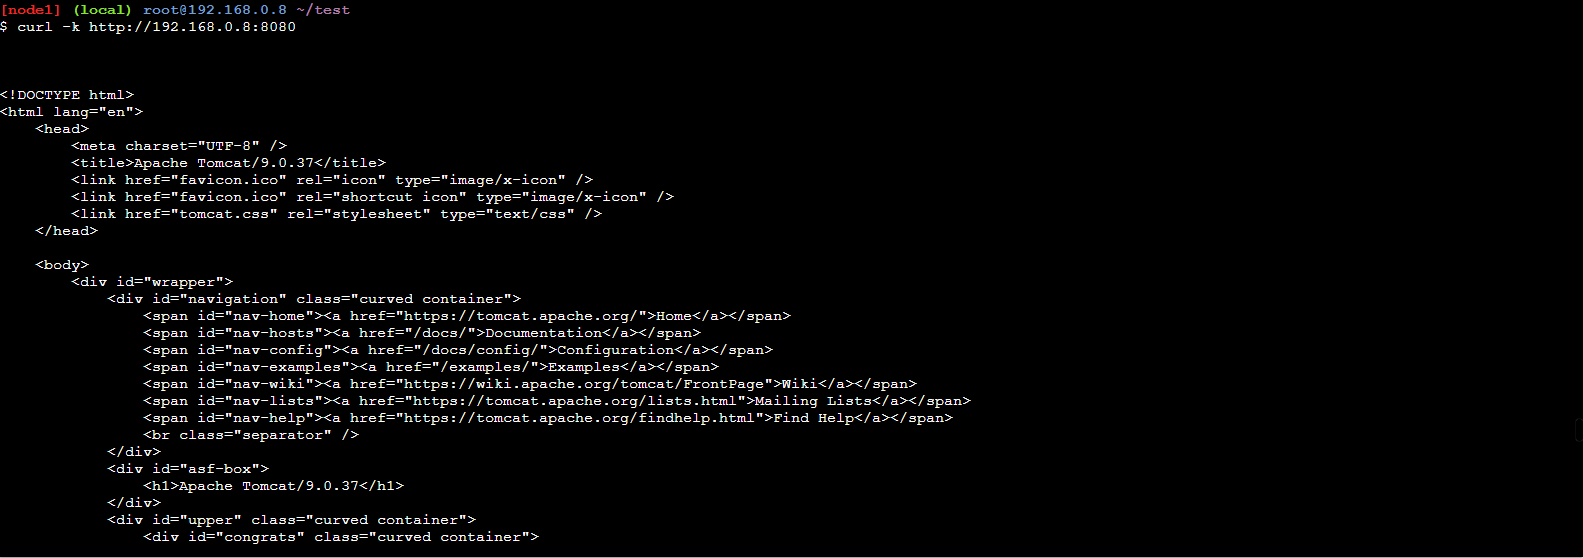 [node1] (local) root@192.168.0.8 ~/test
$ curl -k http://192.168.0.8:8080
<!DOCTYPE html>
<html lang="en">
    <head>
        <meta charset="UTF-8" />
        <title>Apache Tomcat/9.0.37</title>
        <link href="favicon.ico" rel="icon" type="image/x-icon" />
        <link href="favicon.ico" rel="shortcut icon" type="image/x-icon" />
        <link href="tomcat.css" rel="stylesheet" type="text/css" />
    </head>
    <body>
        <div id="wrapper">
            <div id="navigation" class="curved container">
                <span id="nav-home"><a href="https://tomcat.apache.org/">Home</a></span>
                <span id="nav-hosts"><a href="/docs/">Documentation</a></span>
                <span id="nav-config"><a href="/docs/config/">Configuration</a></span>
                <span id="nav-examples"><a href="/examples/">Examples</a></span>
                <span id="nav-wiki"><a href="https://wiki.apache.org/tomcat/FrontPage">Wiki</a></span>
                <span id="nav-lists"><a href="https://tomcat.apache.org/lists.html">Mailing Lists</a></span>
                <span id="nav-help"><a href="https://tomcat.apache.org/findhelp.html">Find Help</a></span>
                <br class="separator" />
            </div>
            <div id="asf-box">
                <h1>Apache Tomcat/9.0.37</h1>
            </div>
            <div id="upper" class="curved container">
                <div id="congrats" class="curved container">